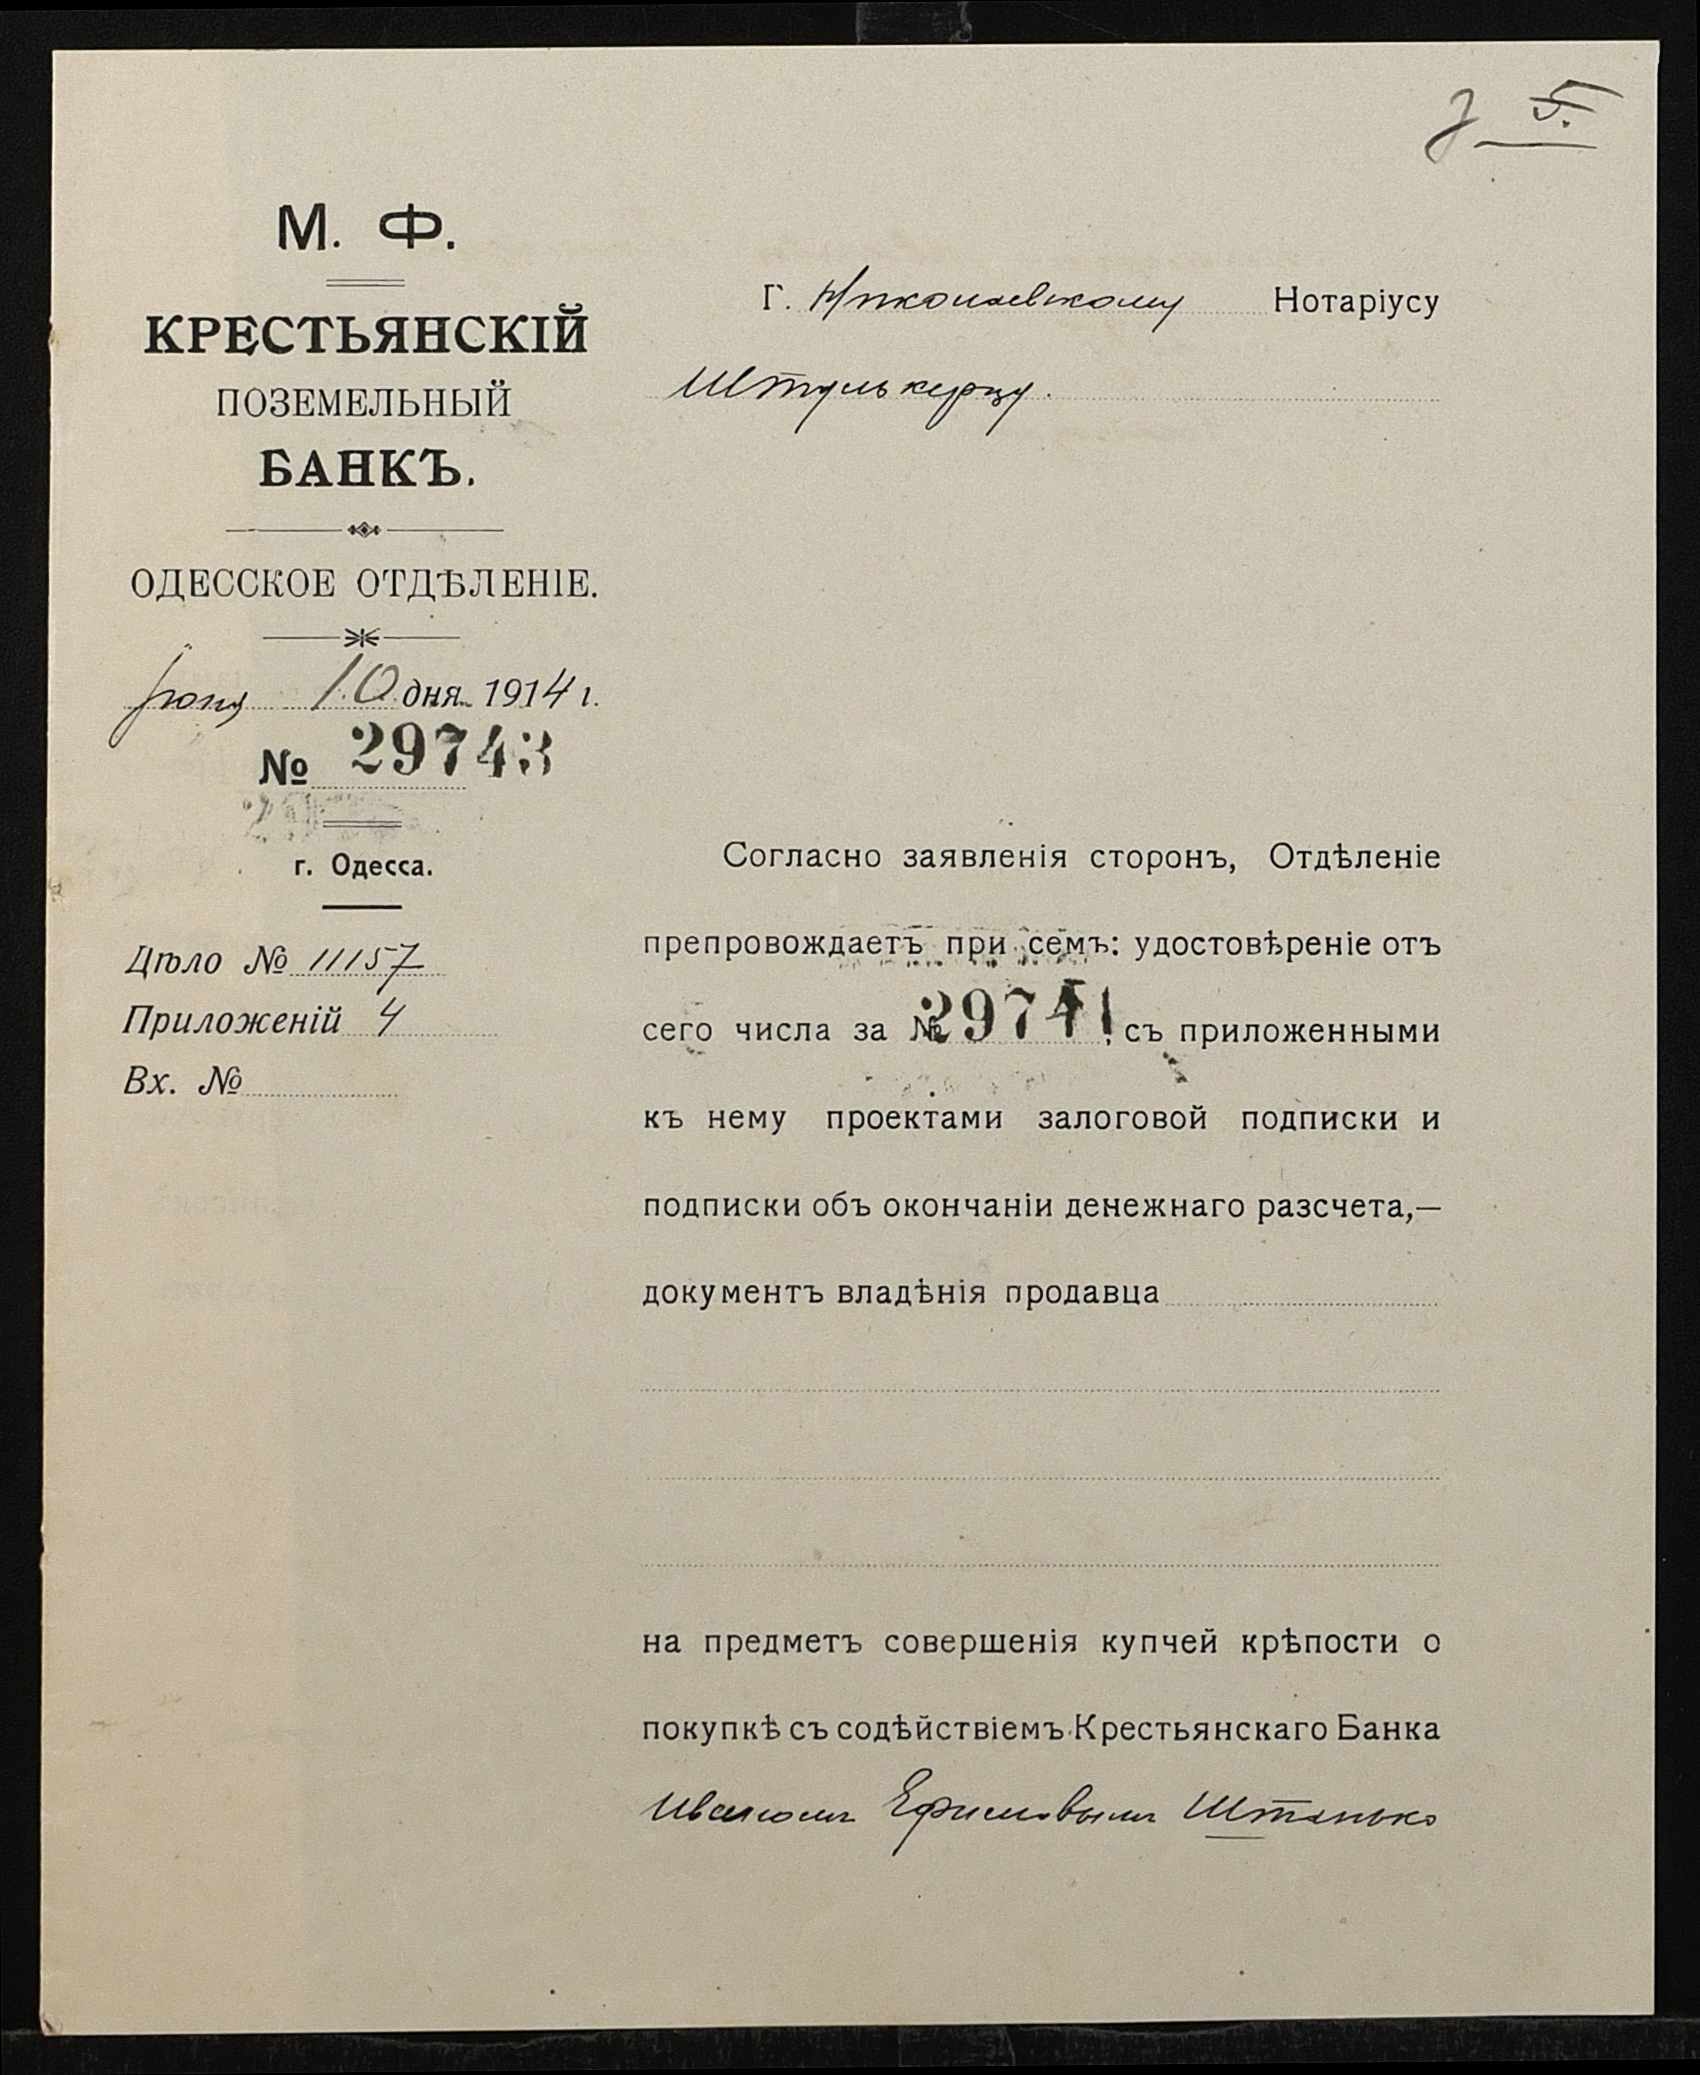 М. Ф.
КРЕСТЬЯНСКІЙ
ПОЗЕМЕЛЬНЫЙ
БАНКЪ.
ОДЕССКОЕ ОТДѢЛЕНІЕ.
Іюня 10 дня 1914 г.
№ 29743
г. Одесса.
Дѣло № 11157
Приложеній 4
Вх. №
Г. Николаевскому Нотаріусу
Штулькерцу.
Согласно заявленія сторонъ, Отдѣленіе
препровождаетъ при семъ: удостовѣреніе отъ
сего числа за № 29741, съ приложенными
къ нему проектами залоговой подписки и
подписки объ окончаніи денежнаго разсчета,—
документъ владѣнія продавца
на предметъ совершенія купчей крѣпости о
покупкѣ съ содѣйствіемъ Крестьянскаго Банка
Иваномъ Ефимовымъ Штанько